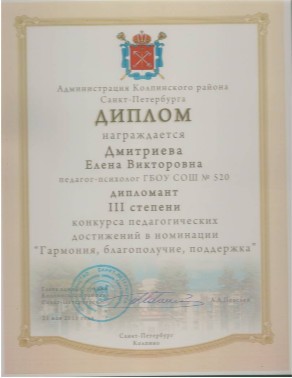 Администрация Колпинского района
Санкт-Петербурга
ДИПЛОМ
награждается
Дмитриева
Елена Викторовна
педагог-психолог ГБОУ СОШ № 520
дипломант
III степени
конкурса педагогических
достижений в номинации
"Гармония, благополучие, поддержка"
Санкт-Петербург
Колпино